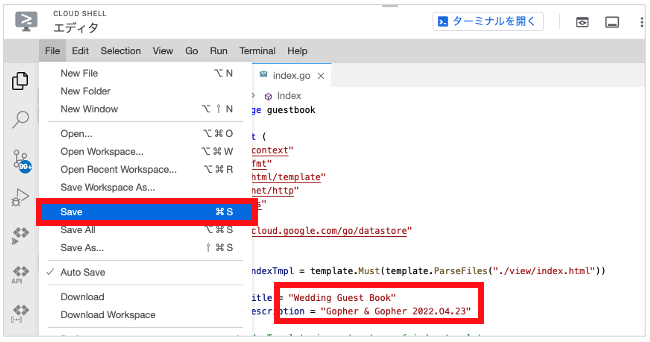 CLOUD SHELL
エディタ
ターミナルを開く
File Edit Selection View Go Run Terminal Help
New File ⌥ N
New Folder
New Window ⌥ ⇧ N
Open... ⌥ ⌘ O
Open Workspace... ⌥ ⌘ W
Open Recent Workspace... ⌥ ⌘ R
Save Workspace As...
Save ⌘ S
Save All ⌥ ⌘ S
Save As... ⇧ ⌘ S
✓ Auto Save
Download
Download Workspace
99+
API
index.go ×
> Index
ge guestbook
t (
context"
fmt"
html/template"
net/http"
s"
cloud.google.com/go/datastore"
ndexTmpl = template.Must(template.ParseFiles("./view/index.html"))
itle = "Wedding Guest Book"
escription = "Gopher & Gopher 2022.04.23"